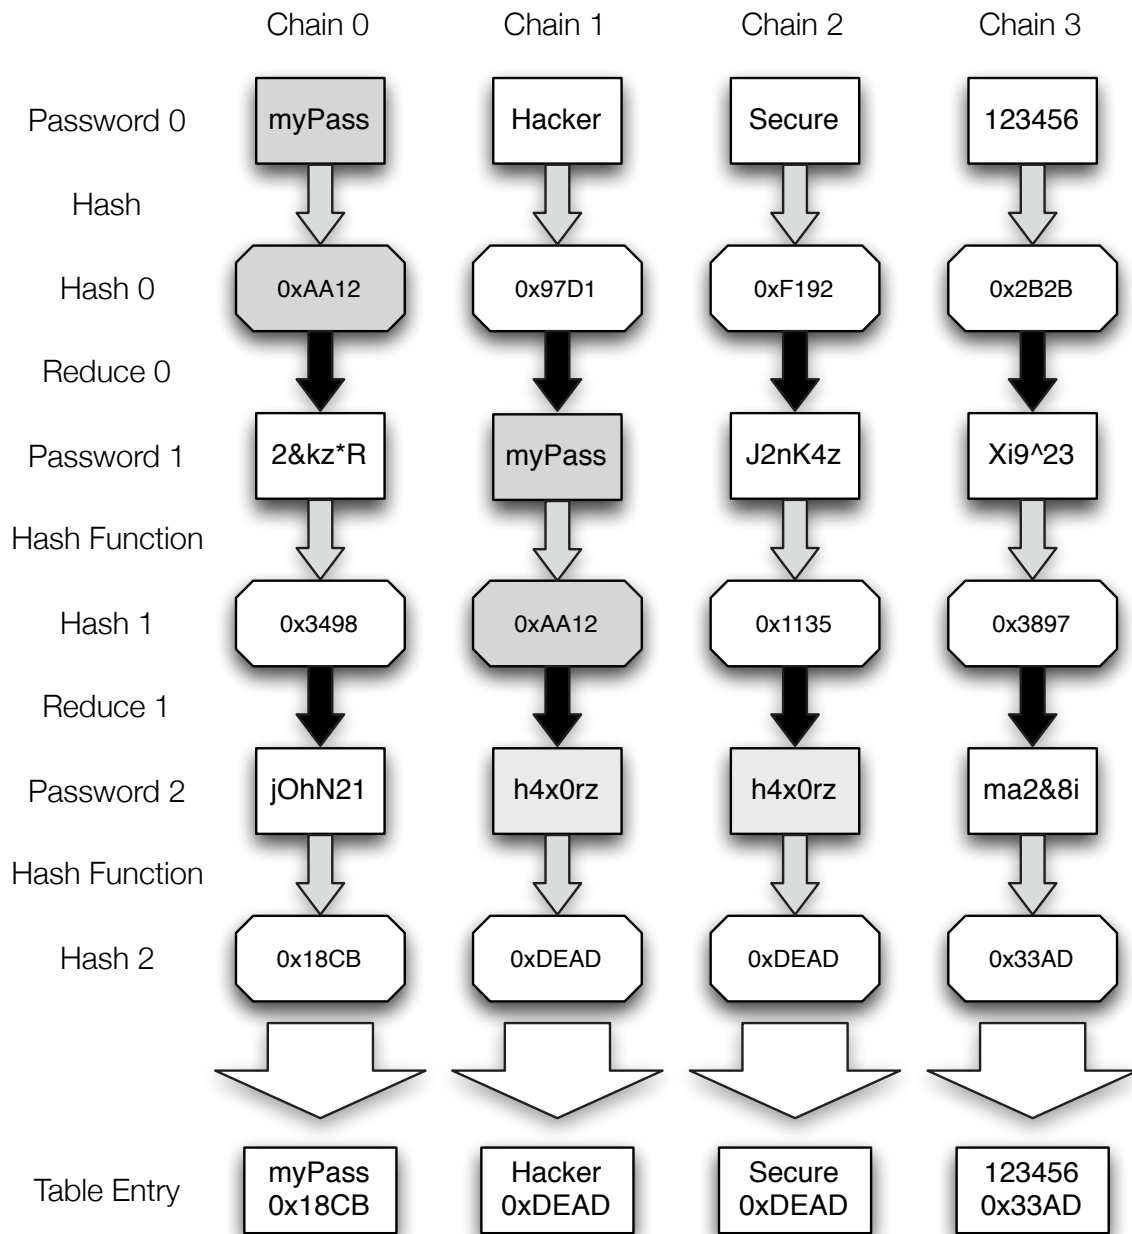 Chain 0 Chain 1 Chain 2 Chain 3
Password 0 myPass Hacker Secure 123456
Hash
Hash 0 0xAA12 0x97D1 0xF192 0x2B2B
Reduce 0
Password 1 2&kz*R myPass J2nK4z Xi9^23
Hash Function
Hash 1 0x3498 0xAA12 0x1135 0x3897
Reduce 1
Password 2 jOhN21 h4x0rz h4x0rz ma2&8i
Hash Function
Hash 2 0x18CB 0xDEAD 0xDEAD 0x33AD
Table Entry
myPass Hacker Secure 123456
0x18CB 0xDEAD 0xDEAD 0x33AD